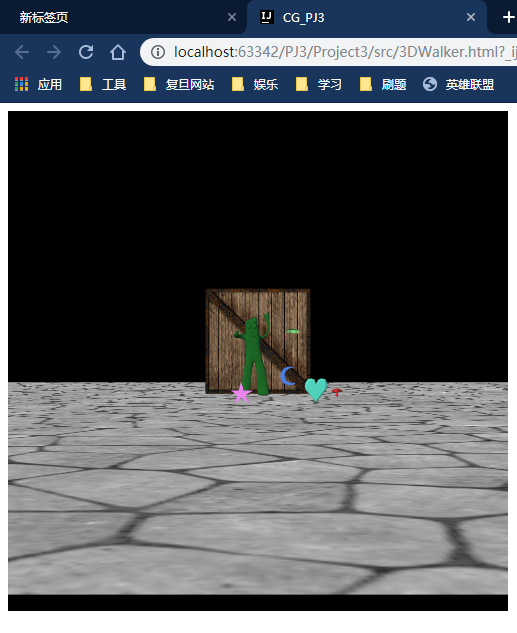 新标签页
CG_PJ3
localhost:63342/PJ3/Project3/src/3DWalker.html?_ij
应用 工具 复旦网站 娱乐 学习 刷题 英雄联盟